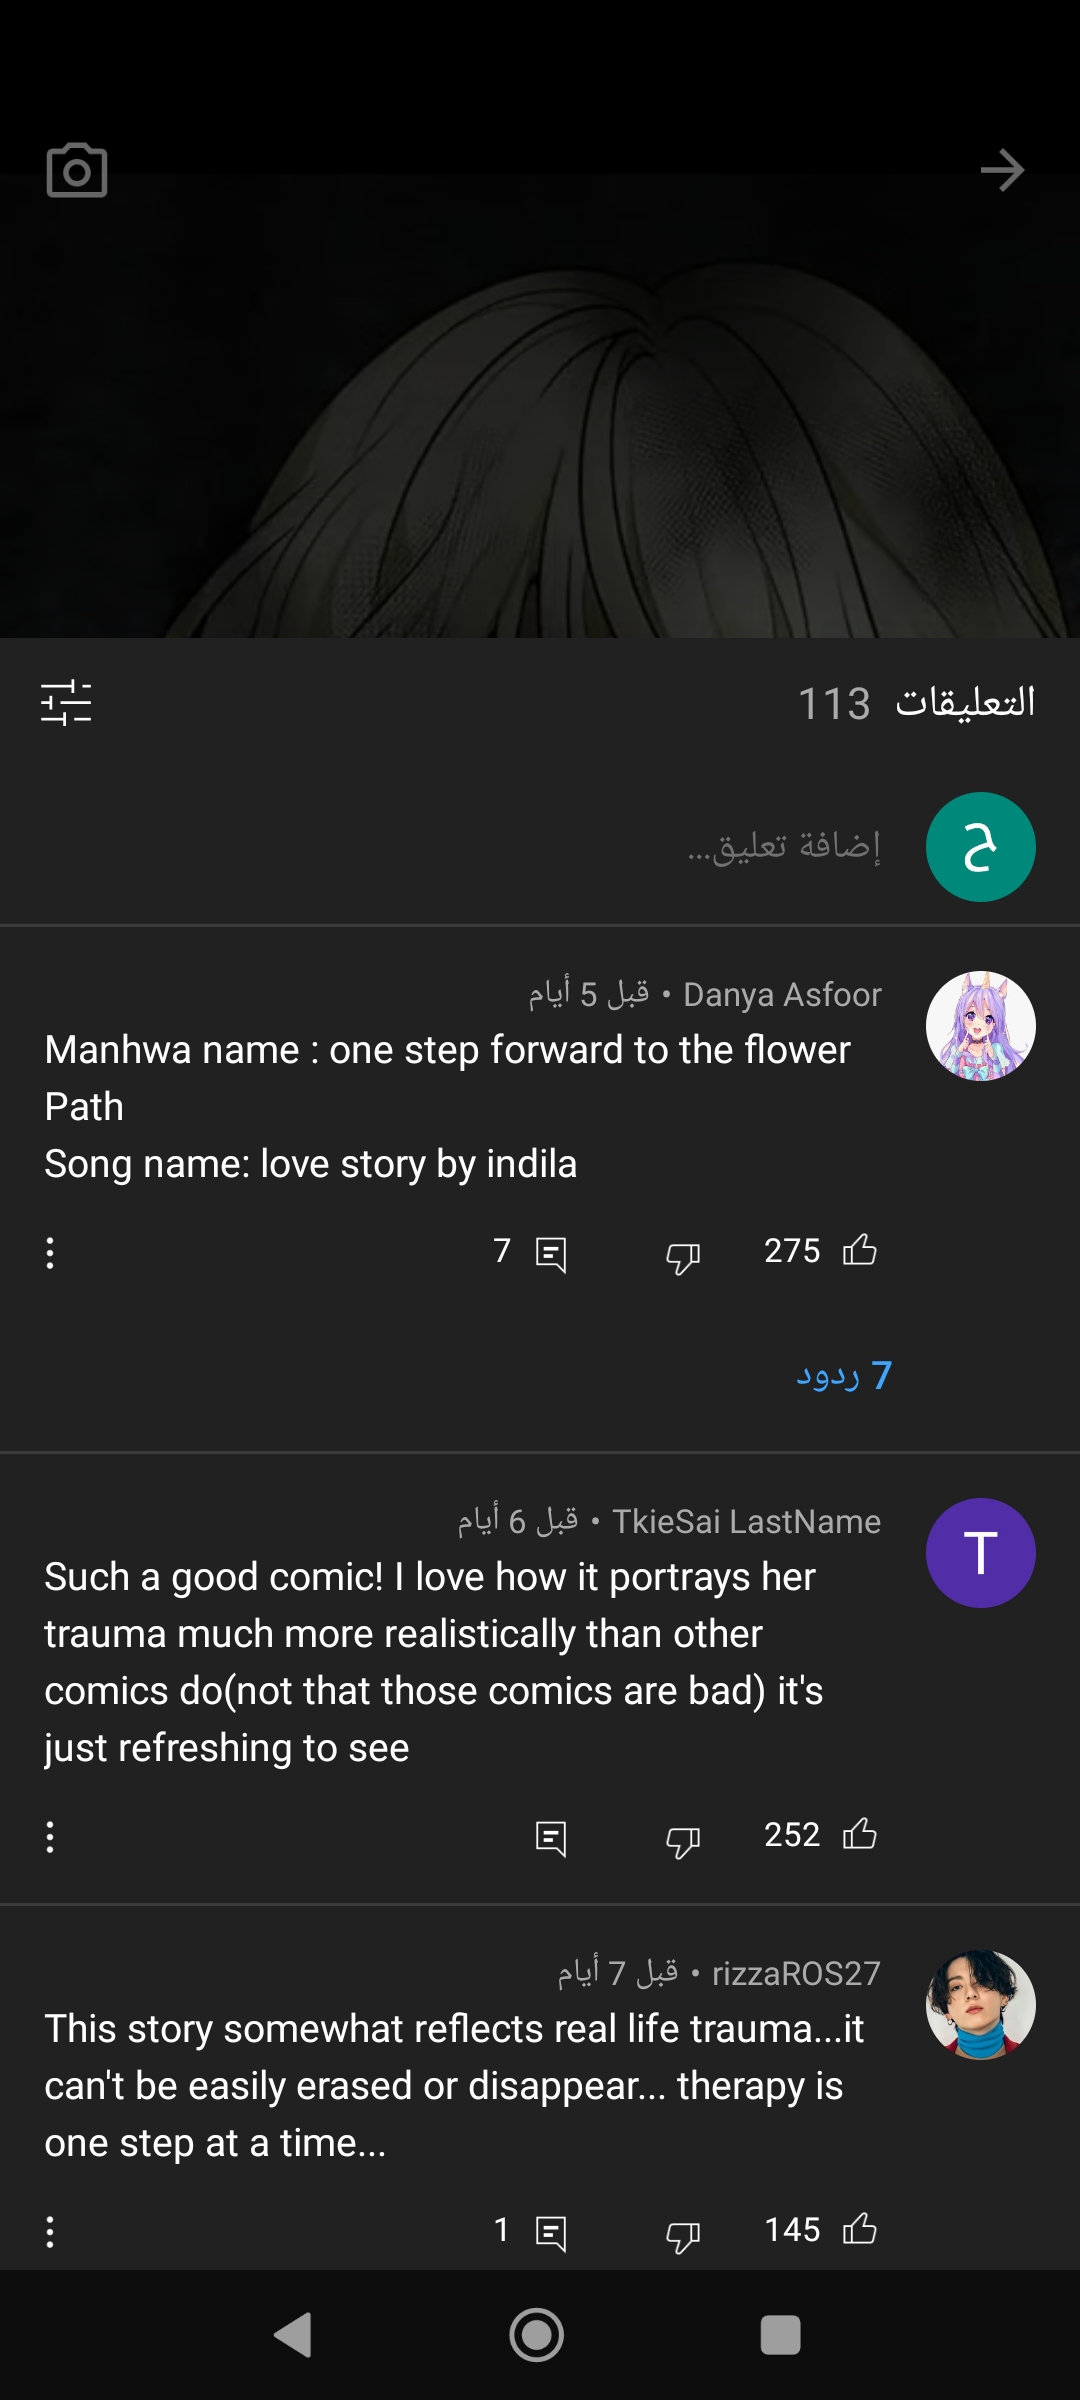 التعليقات 113
ح
إضافة تعليق...
Danya Asfoor • قبل 5 أيام
Manhwa name : one step forward to the flower
Path
Song name: love story by indila
275
7
7 ردود
T
TkieSai LastName • قبل 6 أيام
Such a good comic! I love how it portrays her
trauma much more realistically than other
comics do(not that those comics are bad) it's
just refreshing to see
252
rizzaROS27 • قبل 7 أيام
This story somewhat reflects real life trauma...it
can't be easily erased or disappear... therapy is
one step at a time...
145
1